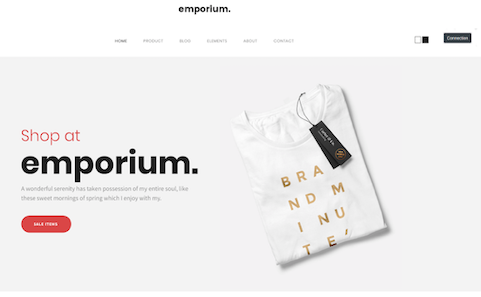 emporium.
HOME PRODUCT BLOG ELEMENTS ABOUT CONTACT
Connection
Shop at
emporium.
A wonderful serenity has taken possession of my entire soul, like
these sweet mornings of spring which I enjoy with my.
SALE ITEMS
BRA
ND M
INU
TE